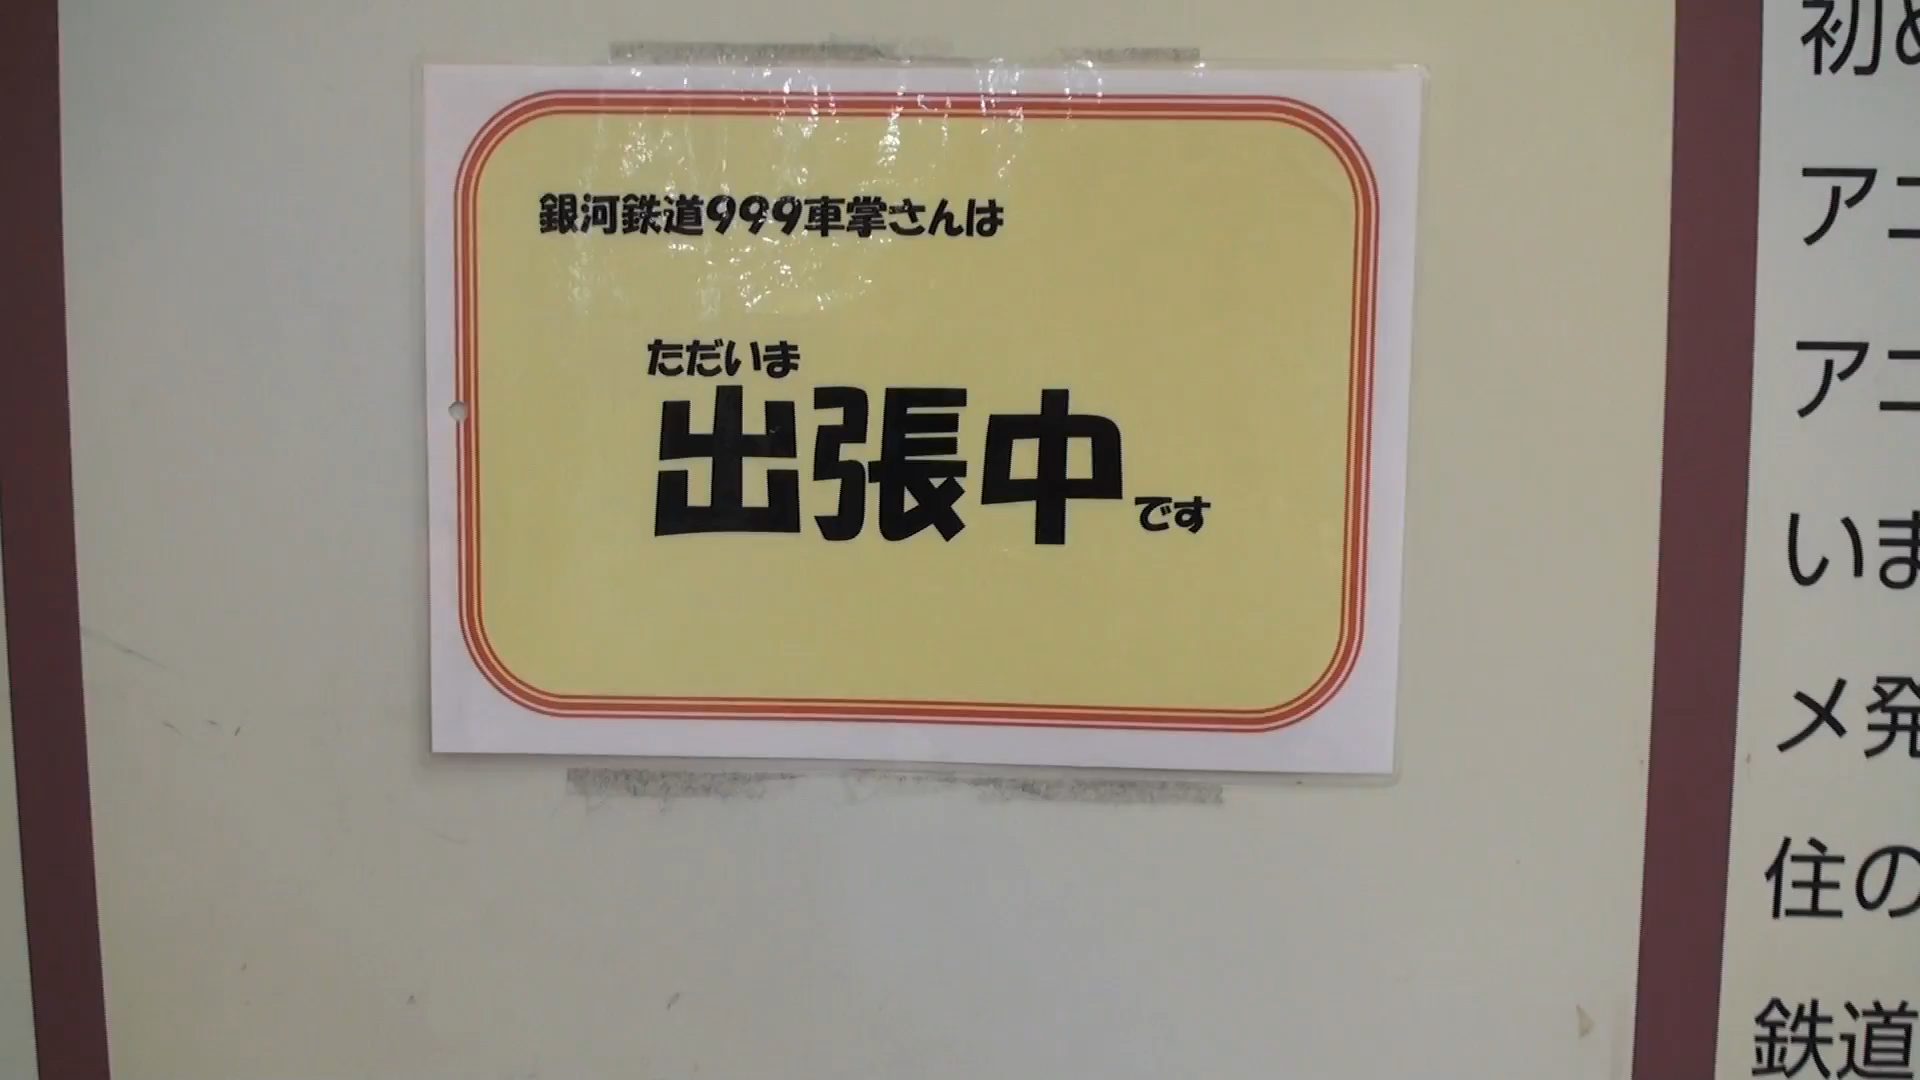 銀河鉄道999車掌さんは
ただいま
出張中です
初め
アニ
アニ
いま
メ発
住の
鉄道